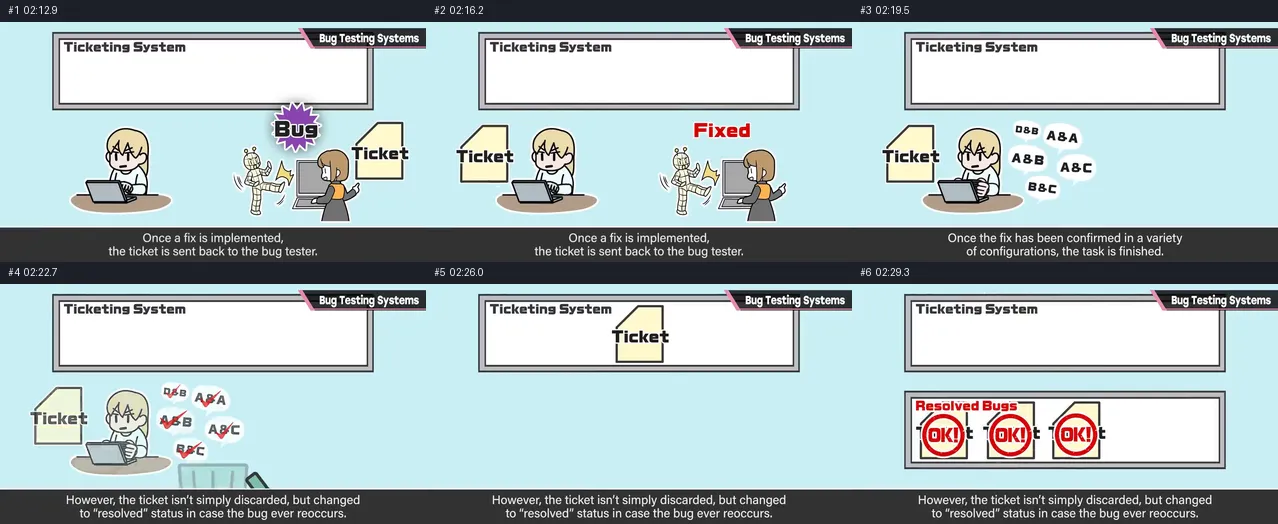 #1 02:12.9
Ticketing System
Bug Testing Systems
Bug
Ticket
Once a fix is implemented,
the ticket is sent back to the bug tester.
#2 02:16.2
Ticketing System
Bug Testing Systems
Ticket
Fixed
Once a fix is implemented,
the ticket is sent back to the bug tester.
#3 02:19.5
Ticketing System
Bug Testing Systems
Ticket
D&B
A&A
A&B
A&C
B&C
Once the fix has been confirmed in a variety
of configurations, the task is finished.
#4 02:22.7
Ticketing System
Bug Testing Systems
Ticket
D&B
A&A
A&B
A&C
B&C
However, the ticket isn't simply discarded, but changed
to “resolved” status in case the bug ever reoccurs.
#5 02:26.0
Ticketing System
Bug Testing Systems
Ticket
However, the ticket isn't simply discarded, but changed
to “resolved” status in case the bug ever reoccurs.
#6 02:29.3
Ticketing System
Bug Testing Systems
Resolved Bugs
OK!
OK!
OK!
However, the ticket isn't simply discarded, but changed
to “resolved” status in case the bug ever reoccurs.